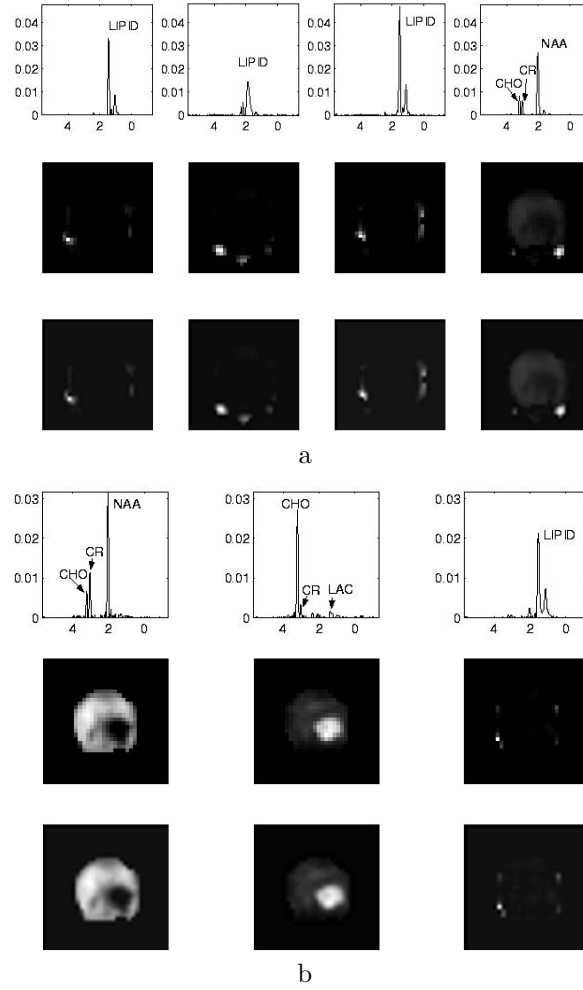 0.04 0.04 0.04 0.04
LIPID LIPID LIPID NAA
0.03 0.03 0.03 0.03
0.02 0.02 0.02 0.02
CHO CR
0.01 0.01 0.01 0.01
0 0 0 0
4 2 0 4 2 0 4 2 0 4 2 0
a
0.03 NAA 0.03 CHO 0.03
0.02 0.02 LIPID 0.02
CR
0.01 CHO 0.01 CR LAC 0.01
0 0 0
4 2 0 4 2 0 4 2 0
b